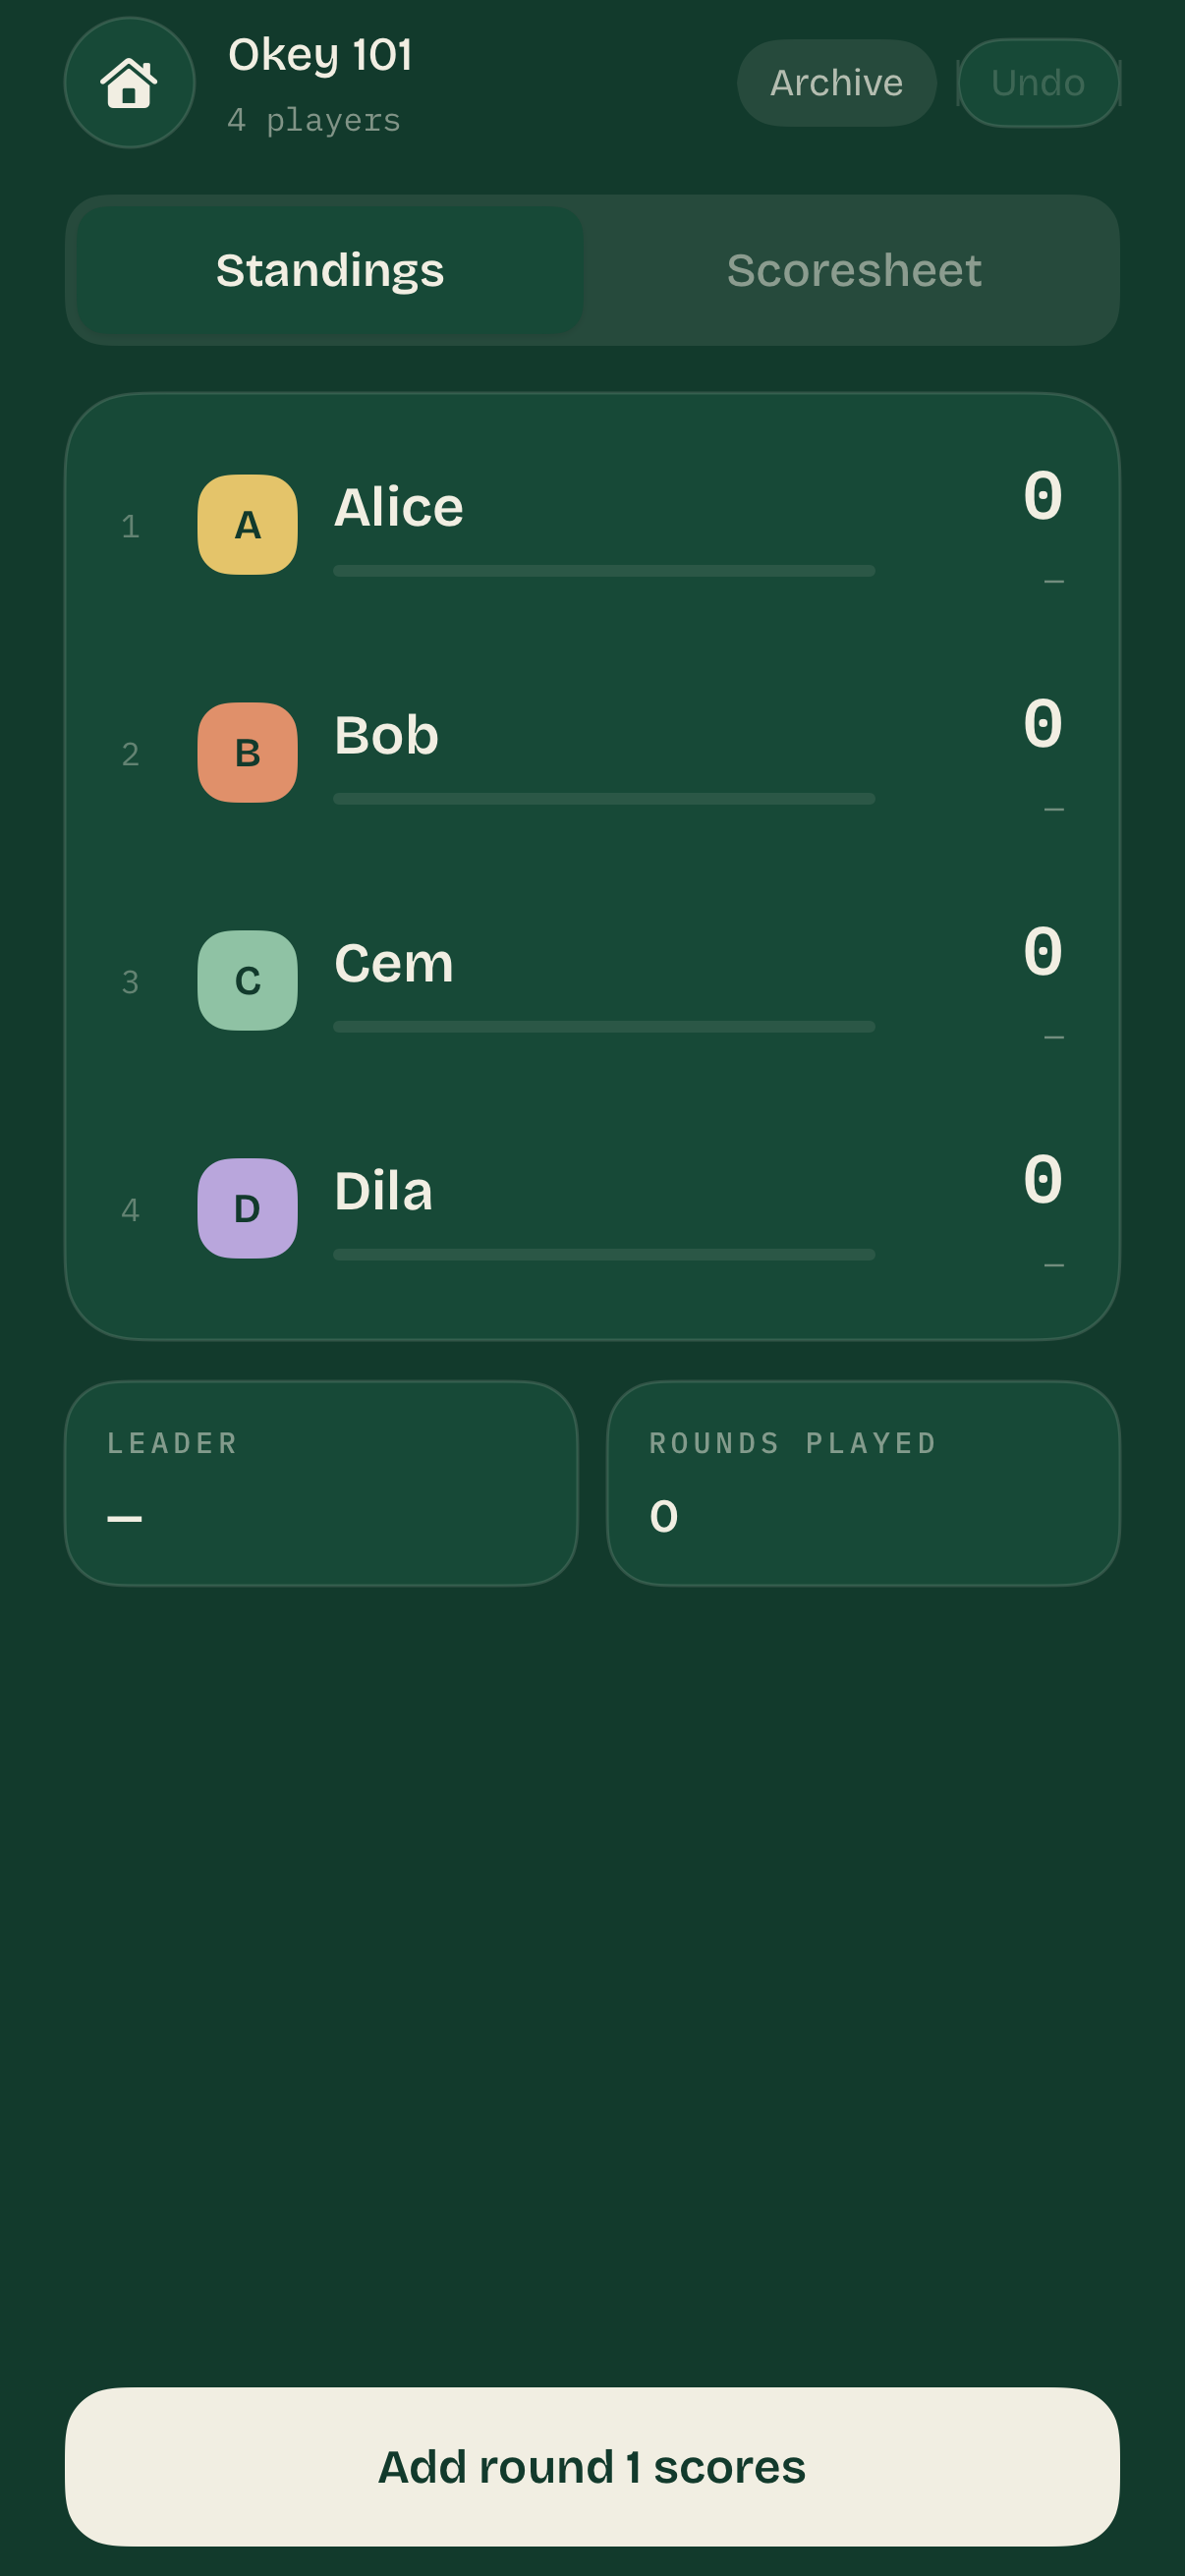 Okey 101
4 players
Archive
Undo
Standings
Scoresheet
1
A
Alice
0
—
2
B
Bob
0
—
3
C
Cem
0
—
4
D
Dila
0
—
LEADER
—
ROUNDS PLAYED
0
Add round 1 scores